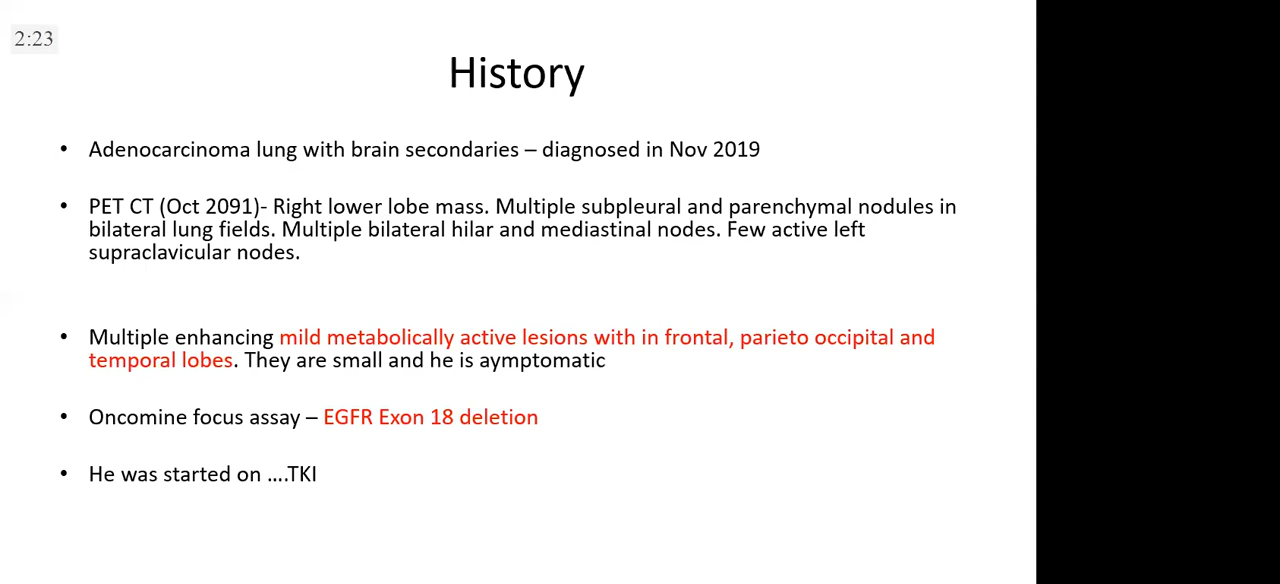 2:23
History
• Adenocarcinoma lung with brain secondaries – diagnosed in Nov 2019
• PET CT (Oct 2091)- Right lower lobe mass. Multiple subpleural and parenchymal nodules in
bilateral lung fields. Multiple bilateral hilar and mediastinal nodes. Few active left
supraclavicular nodes.
• Multiple enhancing mild metabolically active lesions with in frontal, parieto occipital and
temporal lobes. They are small and he is aymptomatic
• Oncomine focus assay – EGFR Exon 18 deletion
• He was started on ....TKI